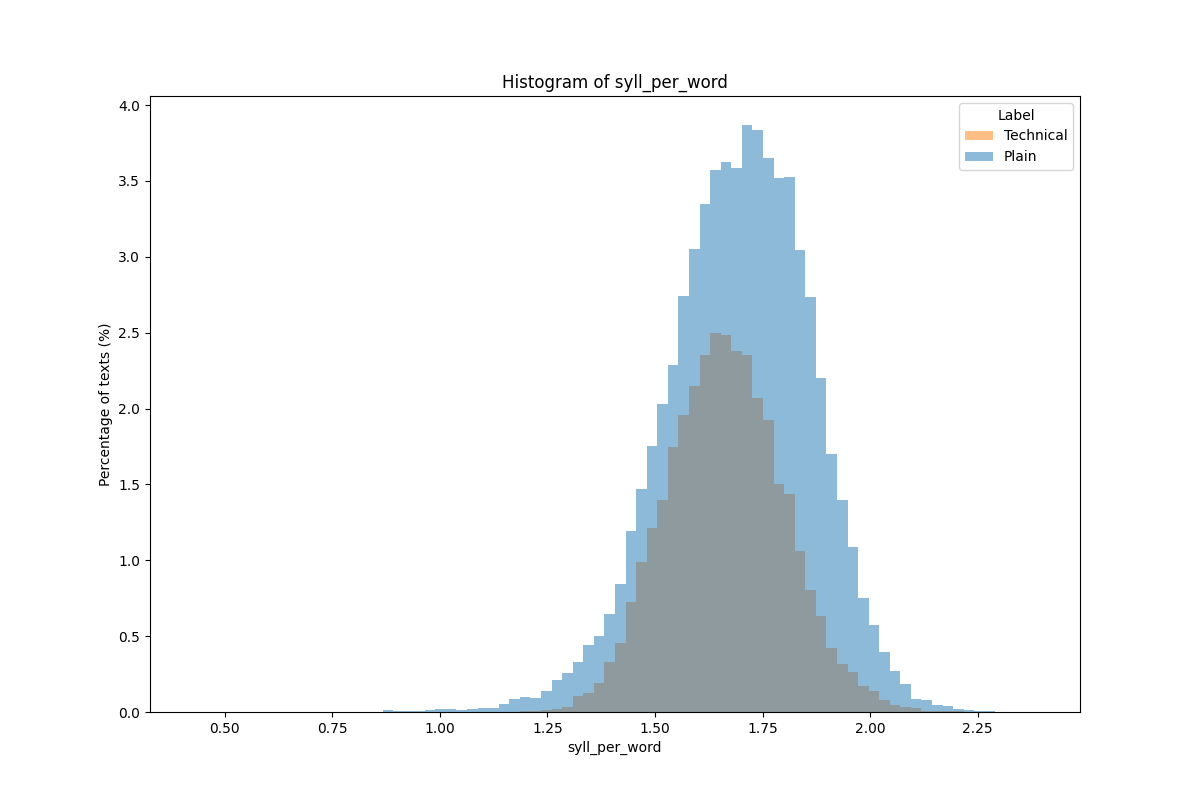 Histogram of syll_per_word
Label
Technical
Plain
Percentage of texts (%)
4.0
3.5
3.0
2.5
2.0
1.5
1.0
0.5
0.0
0.50 0.75 1.00 1.25 1.50 1.75 2.00 2.25
syll_per_word